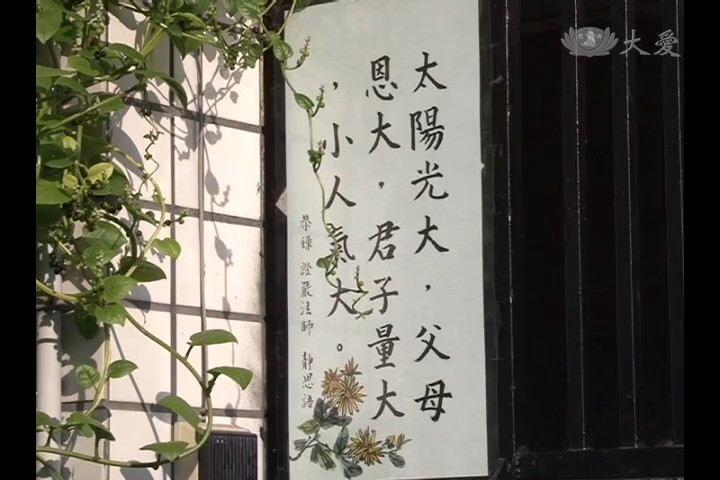 太陽光大，父母
恩大，君子量大
，小人氣大。
恭錄 證嚴法師 靜思語
大愛